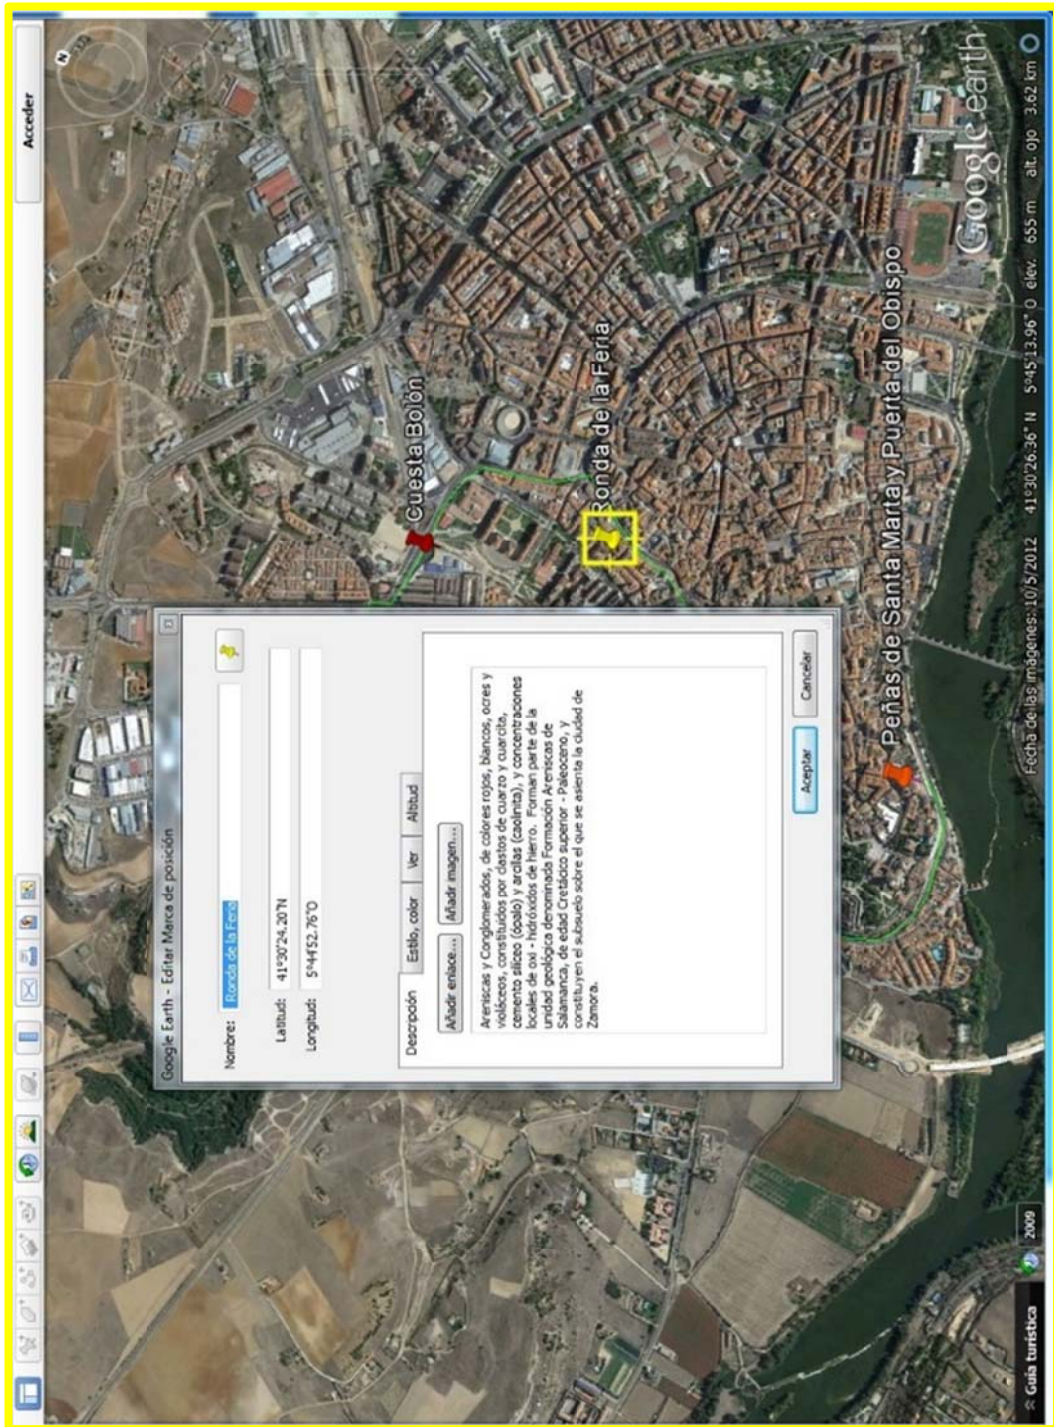 Acceder
N
Google Earth - Editar Marca de posición
Nombre: Ronda de la Feria
Latitud: 41°30'24.20"N
Longitud: 5°44'52.76"O
Descripción Estilo, color Ver Altitud
Añadir enlace... Añadir imagen...
Areniscas y Conglomerados, de colores rojos, blancos, ocres y
violáceos, constituidos por clastos de cuarzo y cuarcita,
cemento silíceo (ópalo) y arcillas (caolinita), y concentraciones
locales de oxi - hidróxidos de hierro. Forman parte de la
unidad geológica denominada Formación Areniscas de
Salamanca, de edad Cretácico superior - Paleoceno, y
constituyen el subsuelo sobre el que se asienta la ciudad de
Zamora.
Aceptar Cancelar
Cuesta Bolón
Ronda de la Feria
Peñas de Santa Marta y Puerta del Obispo
Google earth
Guía turística
2009
Fecha de las imágenes: 10/5/2012 41°30'26.36" N 5°45'13.96" O elev. 655 m alt. ojo 3.62 km